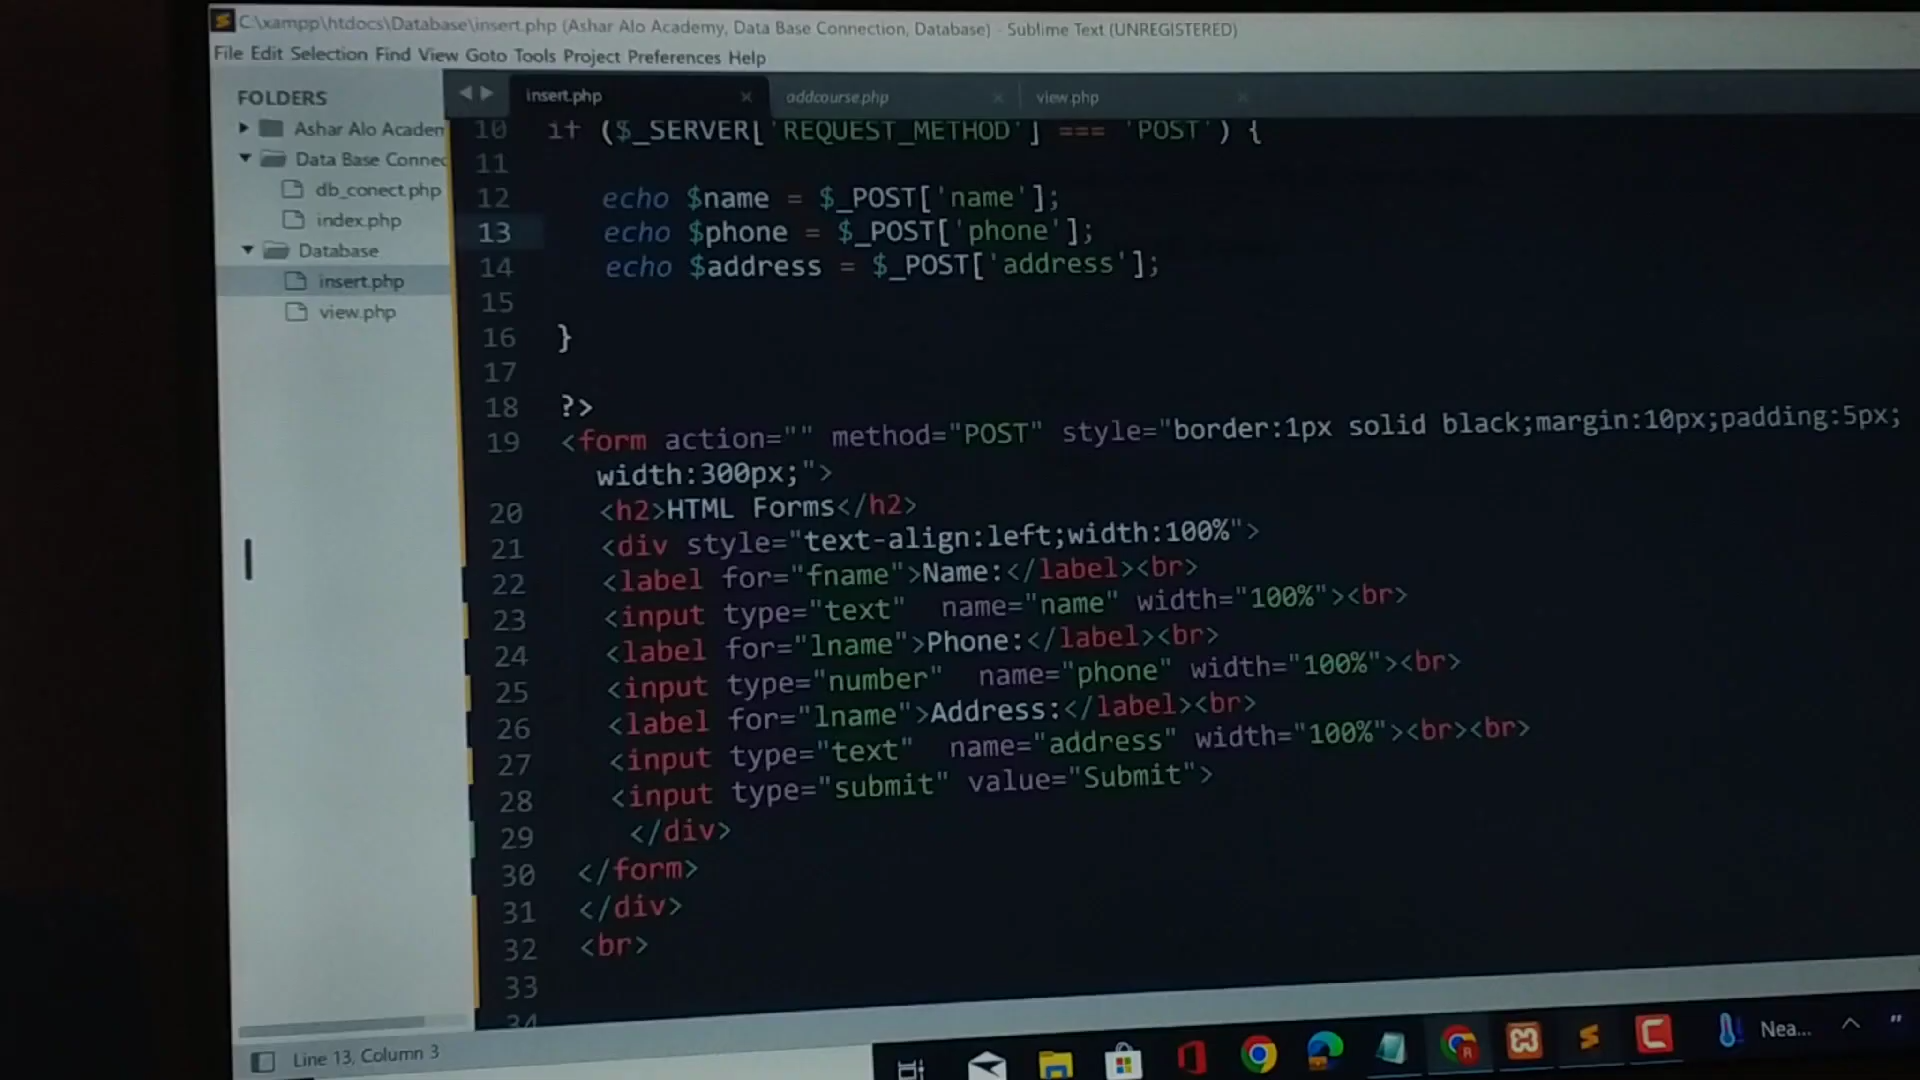 C:\xampp\htdocs\Database\insert.php (Ashar Alo Academy, Data Base Connection, Database) - Sublime Text (UNREGISTERED)
File Edit Selection Find View Goto Tools Project Preferences Help
FOLDERS
Ashar Alo Academ
Data Base Connec
db_conect.php
index.php
Database
insert.php
view.php
insert.php
addcourse.php
view.php
10 if ($_SERVER['REQUEST_METHOD'] === 'POST') {
11
12 echo $name = $_POST['name'];
13 echo $phone = $_POST['phone'];
14 echo $address = $_POST['address'];
15
16 }
17
18 ?>
19 <form action="" method="POST" style="border:1px solid black;margin:10px;padding:5px;
width:300px;">
20 <h2>HTML Forms</h2>
21 <div style="text-align:left;width:100%">
22 <label for="fname">Name:</label><br>
23 <input type="text"  name="name" width="100%"><br>
24 <label for="lname">Phone:</label><br>
25 <input type="number"  name="phone" width="100%"><br>
26 <label for="lname">Address:</label><br>
27 <input type="text"  name="address" width="100%"><br><br>
28 <input type="submit" value="Submit">
29 </div>
30 </form>
31 </div>
32 <br>
33
34
Line 13, Column 3
Nea...